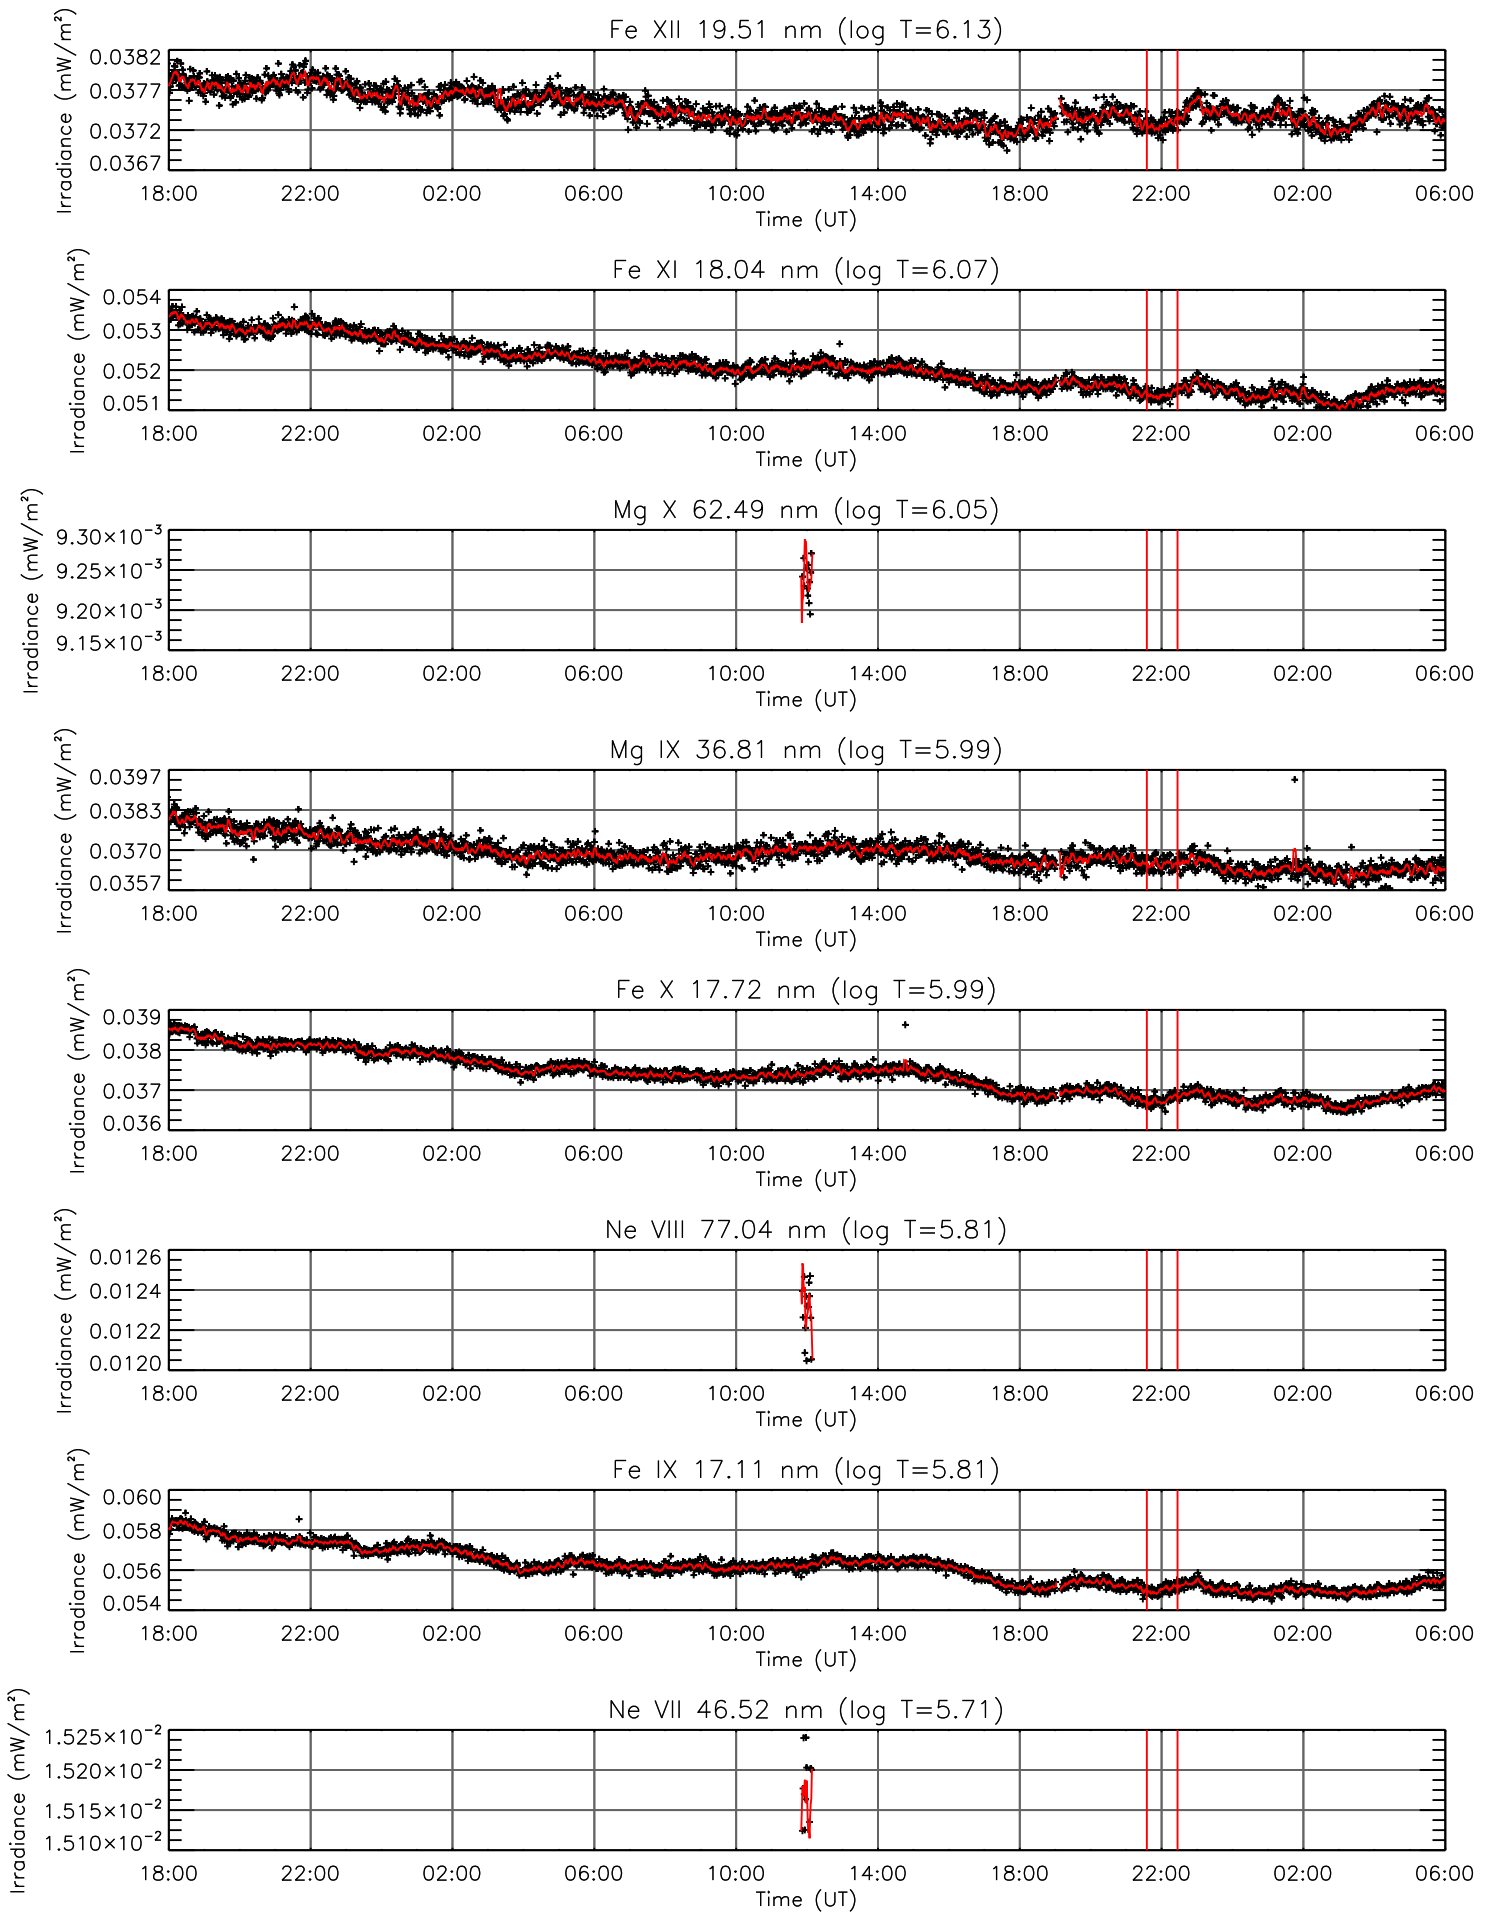 Fe XII 19.51 nm (log T=6.13)
Irradiance (mW/m²)
0.0382
0.0377
0.0372
0.0367
18:00 22:00 02:00 06:00 10:00 14:00 18:00 22:00 02:00 06:00
Time (UT)
Fe XI 18.04 nm (log T=6.07)
Irradiance (mW/m²)
0.054
0.053
0.052
0.051
18:00 22:00 02:00 06:00 10:00 14:00 18:00 22:00 02:00 06:00
Time (UT)
Mg X 62.49 nm (log T=6.05)
Irradiance (mW/m²)
9.30×10⁻³
9.25×10⁻³
9.20×10⁻³
9.15×10⁻³
18:00 22:00 02:00 06:00 10:00 14:00 18:00 22:00 02:00 06:00
Time (UT)
Mg IX 36.81 nm (log T=5.99)
Irradiance (mW/m²)
0.0397
0.0383
0.0370
0.0357
18:00 22:00 02:00 06:00 10:00 14:00 18:00 22:00 02:00 06:00
Time (UT)
Fe X 17.72 nm (log T=5.99)
Irradiance (mW/m²)
0.039
0.038
0.037
0.036
18:00 22:00 02:00 06:00 10:00 14:00 18:00 22:00 02:00 06:00
Time (UT)
Ne VIII 77.04 nm (log T=5.81)
Irradiance (mW/m²)
0.0126
0.0124
0.0122
0.0120
18:00 22:00 02:00 06:00 10:00 14:00 18:00 22:00 02:00 06:00
Time (UT)
Fe IX 17.11 nm (log T=5.81)
Irradiance (mW/m²)
0.060
0.058
0.056
0.054
18:00 22:00 02:00 06:00 10:00 14:00 18:00 22:00 02:00 06:00
Time (UT)
Ne VII 46.52 nm (log T=5.71)
Irradiance (mW/m²)
1.525×10⁻²
1.520×10⁻²
1.515×10⁻²
1.510×10⁻²
18:00 22:00 02:00 06:00 10:00 14:00 18:00 22:00 02:00 06:00
Time (UT)